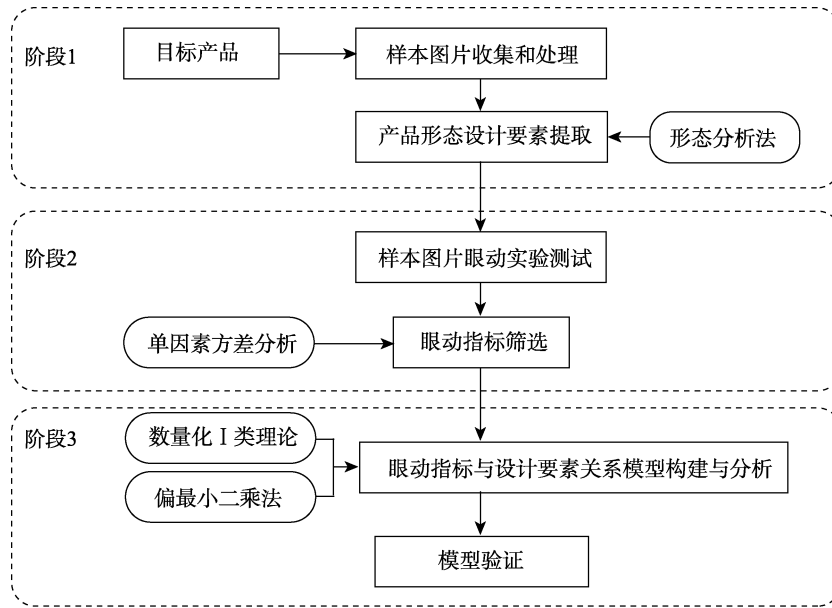 阶段1
目标产品
样本图片收集和处理
产品形态设计要素提取
形态分析法
阶段2
样本图片眼动实验测试
单因素方差分析
眼动指标筛选
阶段3
数量化Ⅰ类理论
偏最小二乘法
眼动指标与设计要素关系模型构建与分析
模型验证